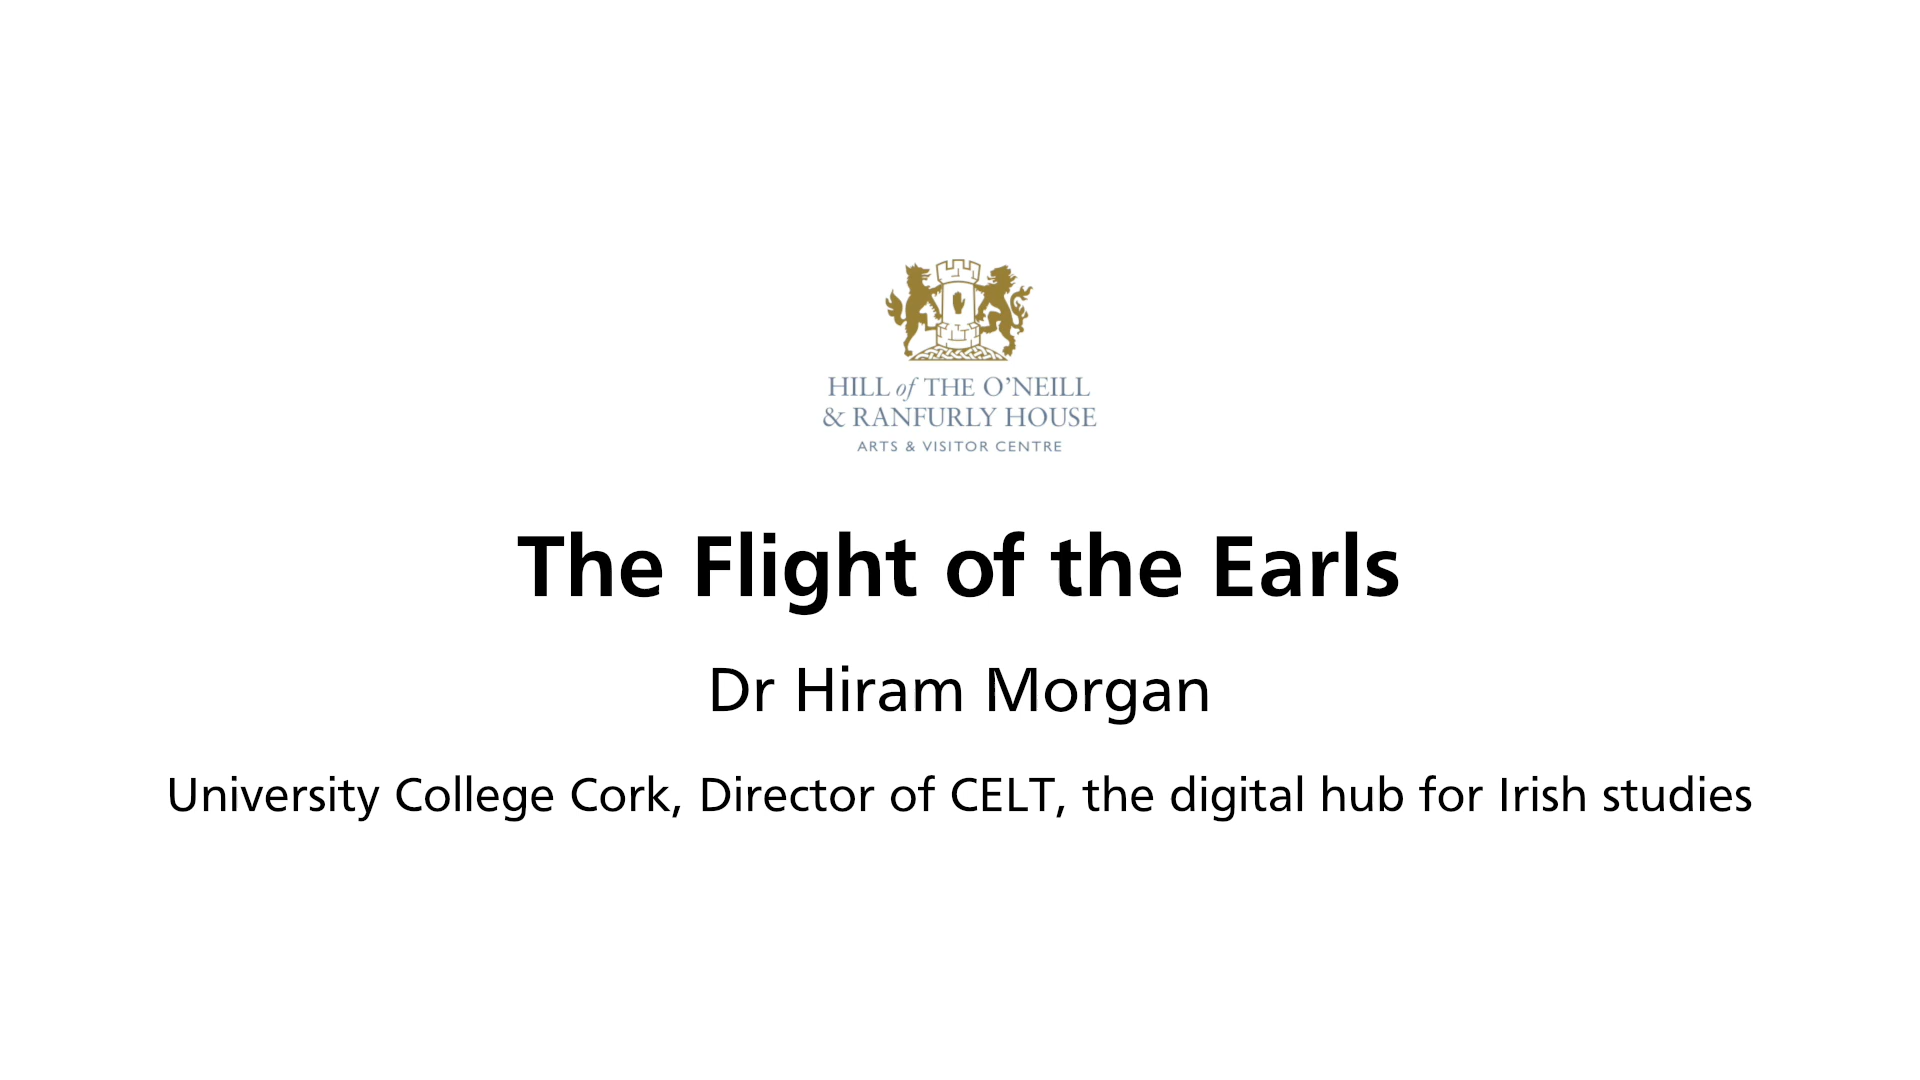 HILL of THE O'NEILL
& RANFURLY HOUSE
ARTS & VISITOR CENTRE
The Flight of the Earls
Dr Hiram Morgan
University College Cork, Director of CELT, the digital hub for Irish studies